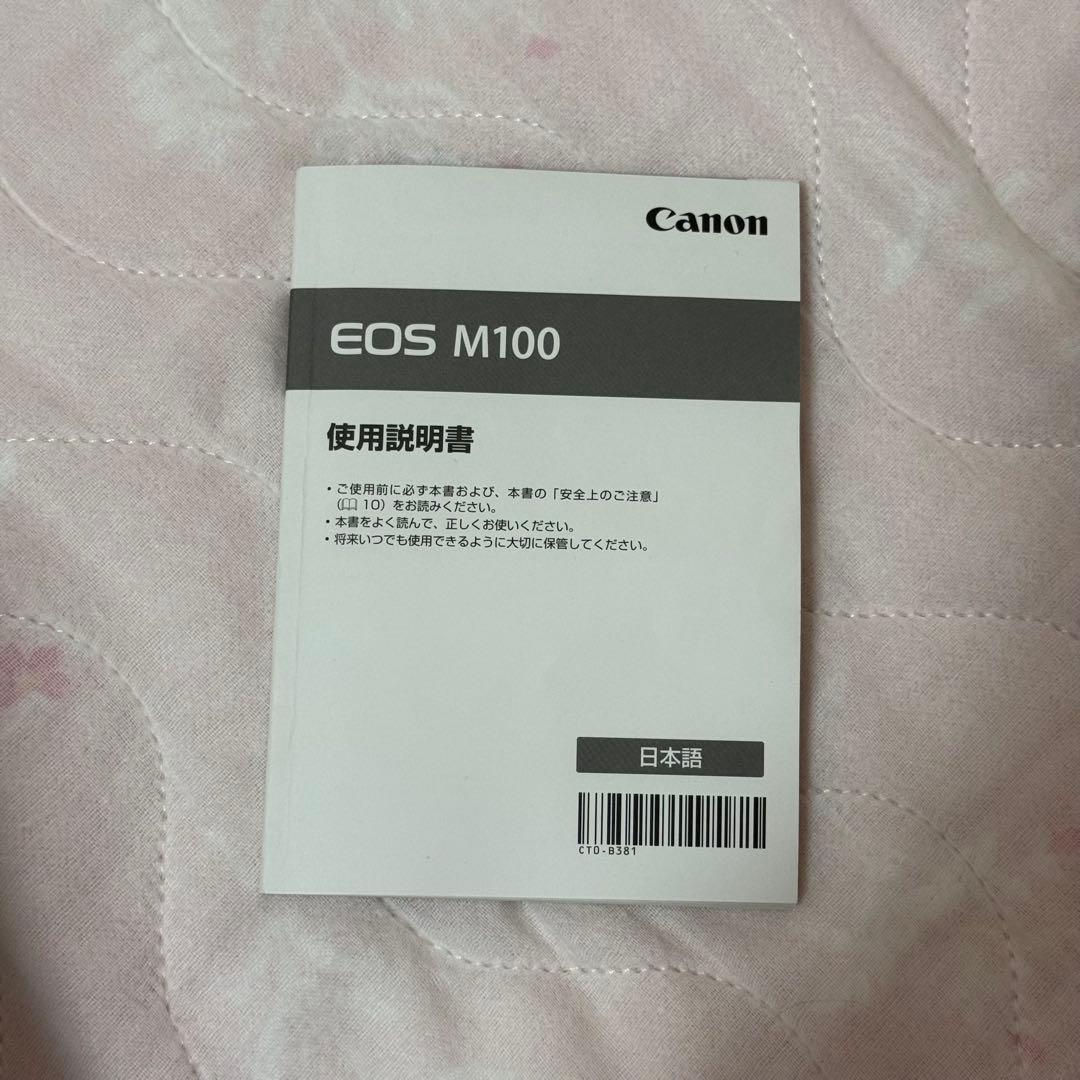 Canon
EOS M100
使用説明書
・ご使用前に必ず本書および、本書の「安全上のご注意」
（📖 10）をお読みください。
・本書をよく読んで、正しくお使いください。
・将来いつでも使用できるように大切に保管してください。
日本語
CT0-B381